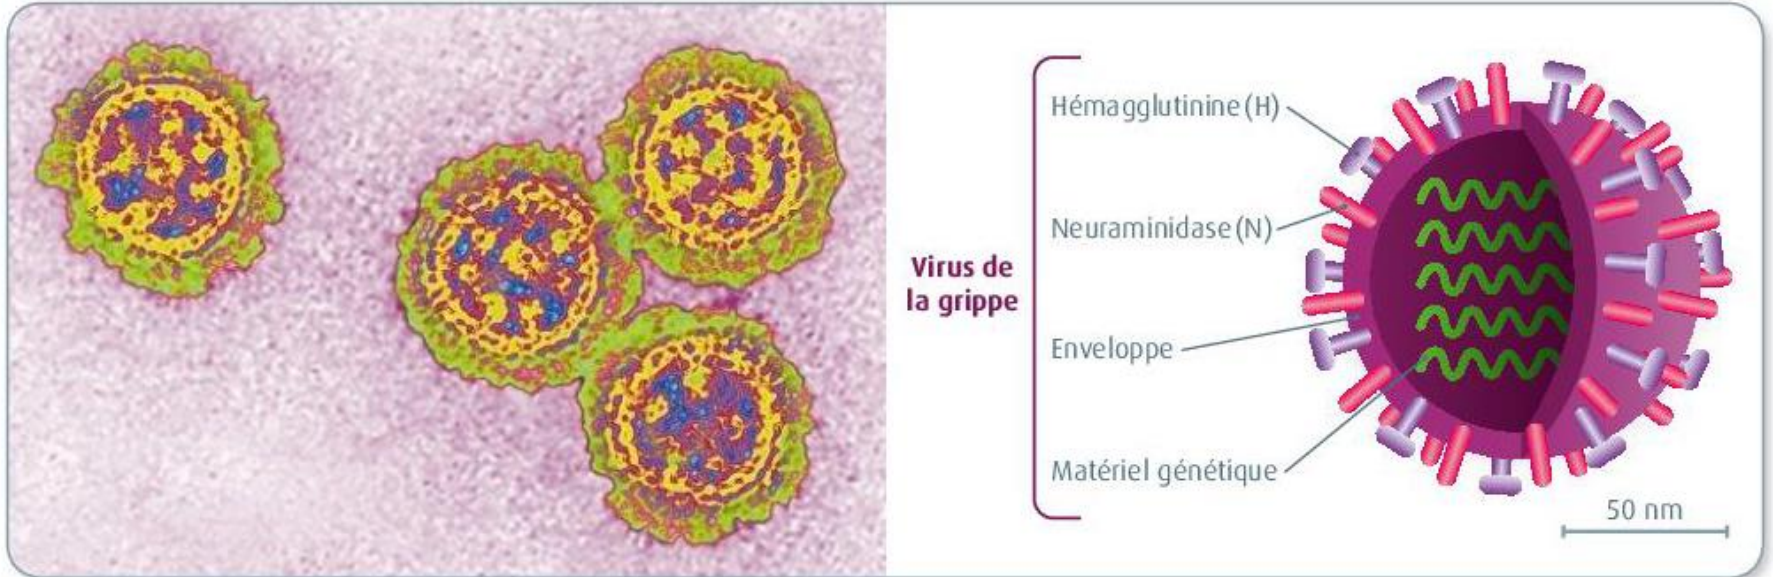 Virus de
la grippe
Hémagglutinine (H)
Neuraminidase (N)
Enveloppe
Matériel génétique
50 nm